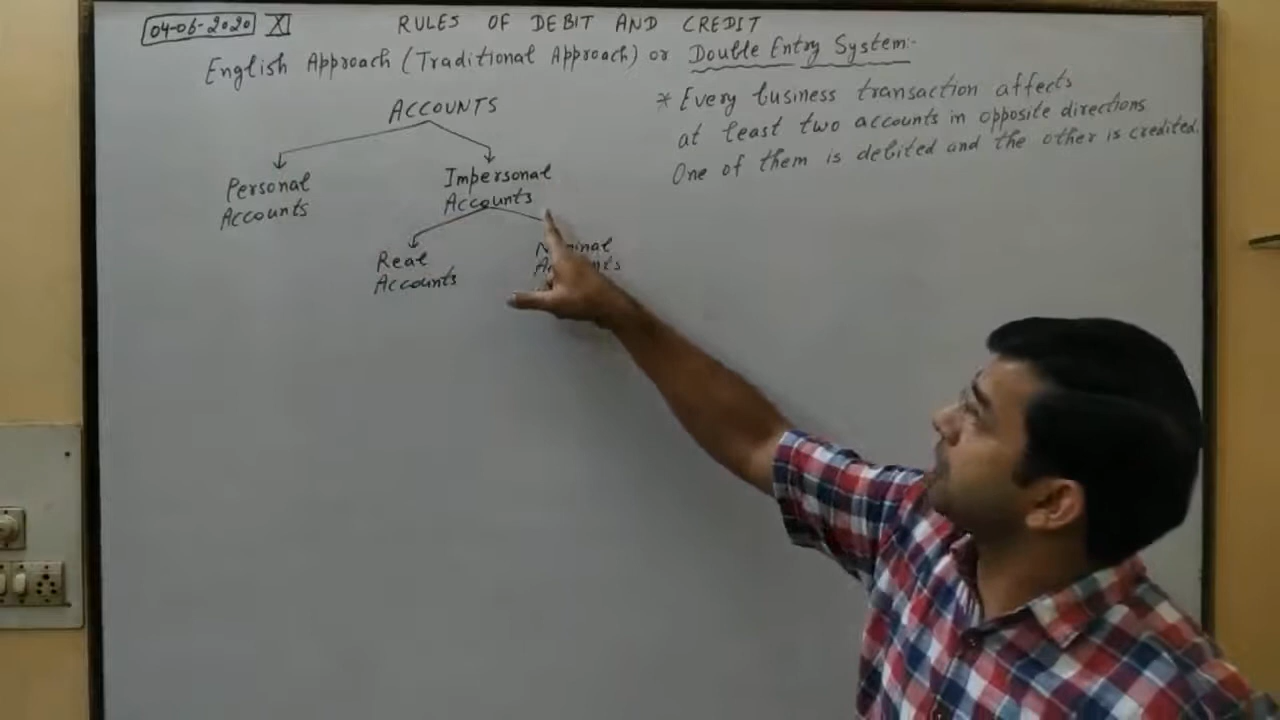 04-06-2020 XI RULES OF DEBIT AND CREDIT
English Approach (Traditional Approach) or Double Entry System:-
ACCOUNTS
Personal
Accounts
Impersonal
Accounts
Real
Accounts
* Every business transaction affects
at least two accounts in opposite directions
One of them is debited and the other is credited.